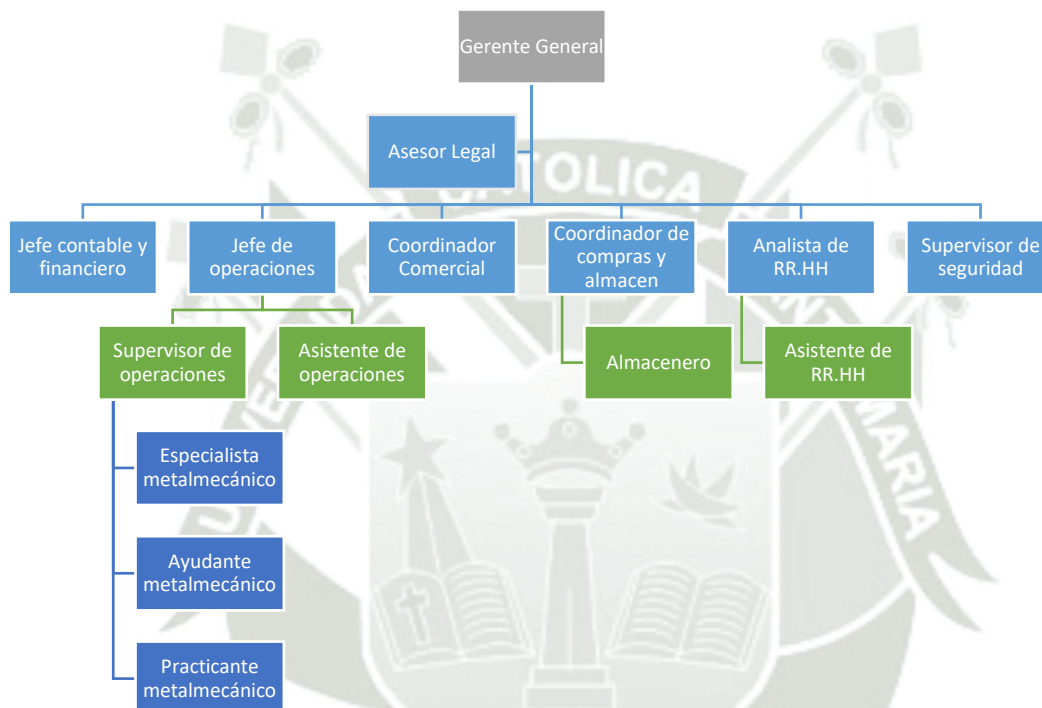 Gerente General
Asesor Legal
Jefe contable y
financiero
Jefe de
operaciones
Coordinador
Comercial
Coordinador de
compras y
almacen
Analista de
RR.HH
Supervisor de
seguridad
Supervisor de
operaciones
Asistente de
operaciones
Almacenero
Asistente de
RR.HH
Especialista
metalmecánico
Ayudante
metalmecánico
Practicante
metalmecánico
CATOLICA
MARIA